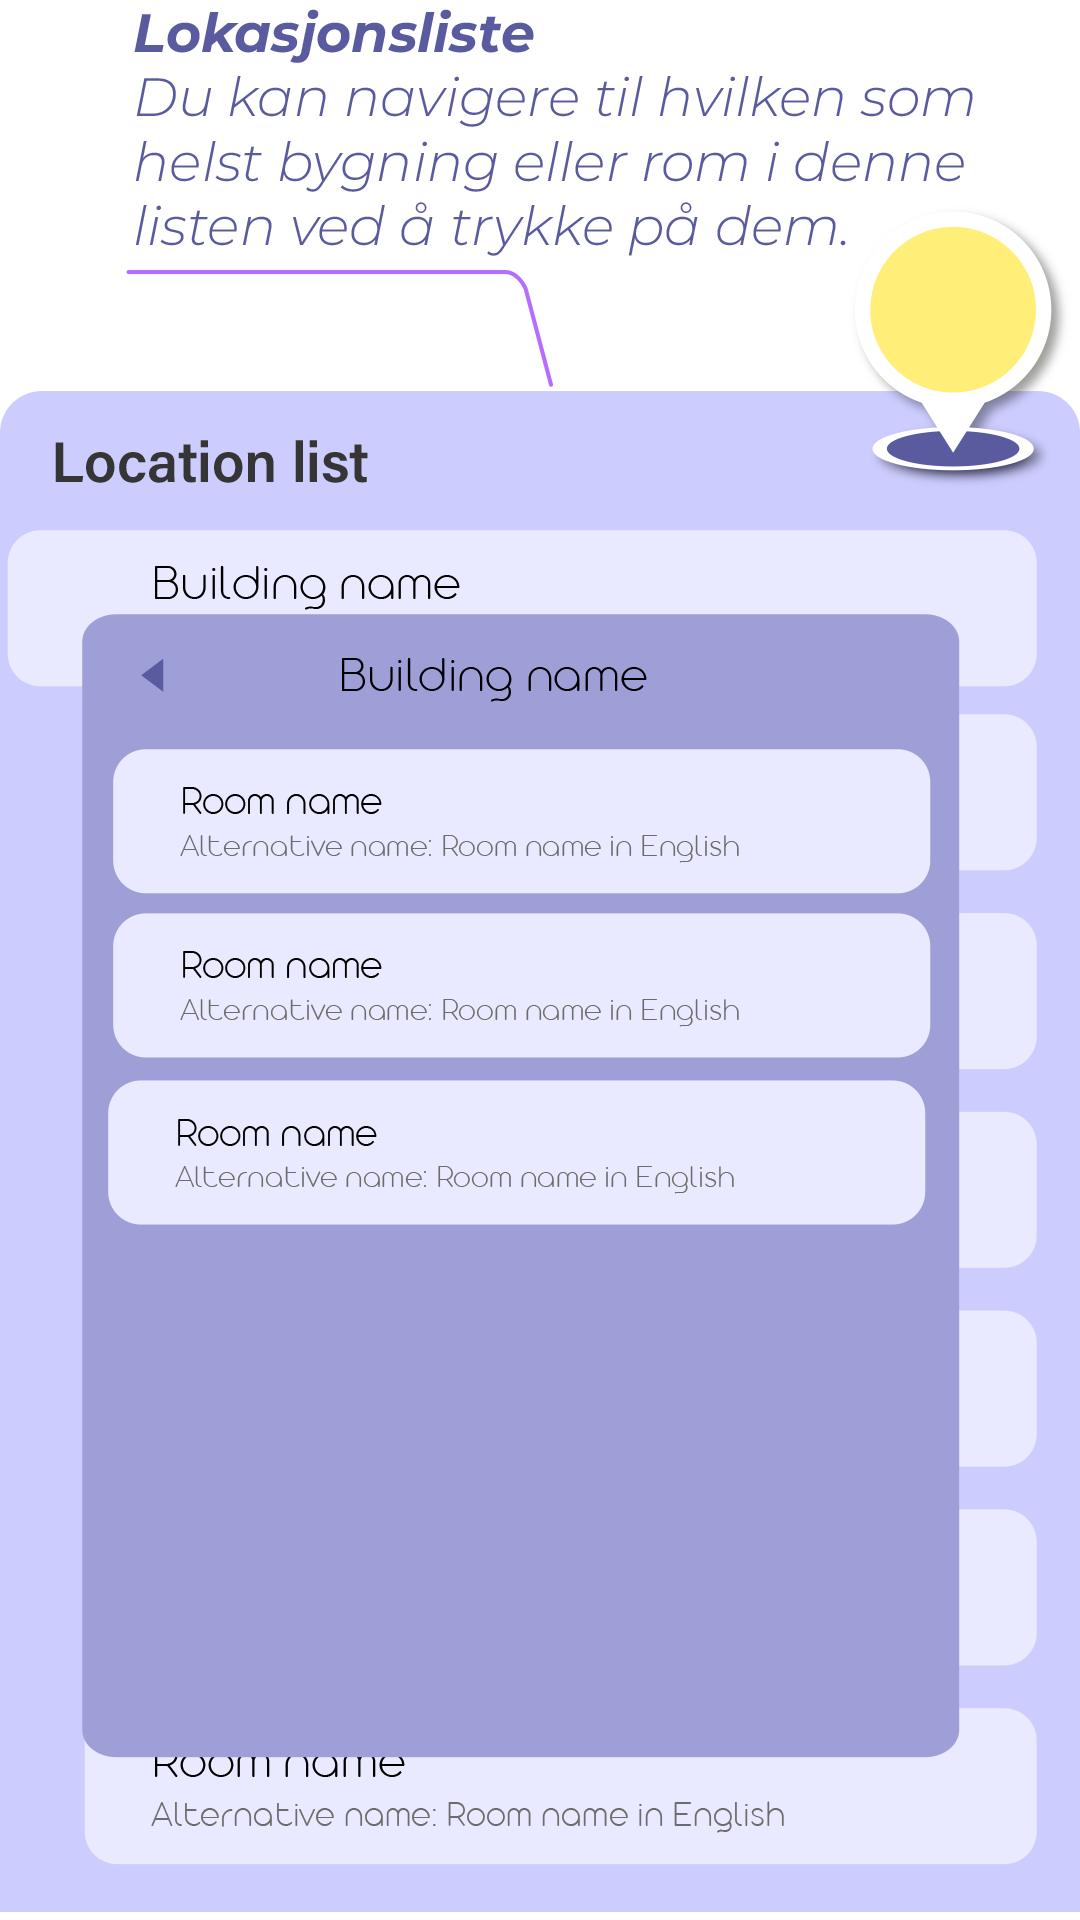 Lokasjonsliste
Du kan navigere til hvilken som
helst bygning eller rom i denne
listen ved å trykke på dem.
Location list
Building name
Building name
Room name
Alternative name: Room name in English
Room name
Alternative name: Room name in English
Room name
Alternative name: Room name in English
Room name
Alternative name: Room name in English